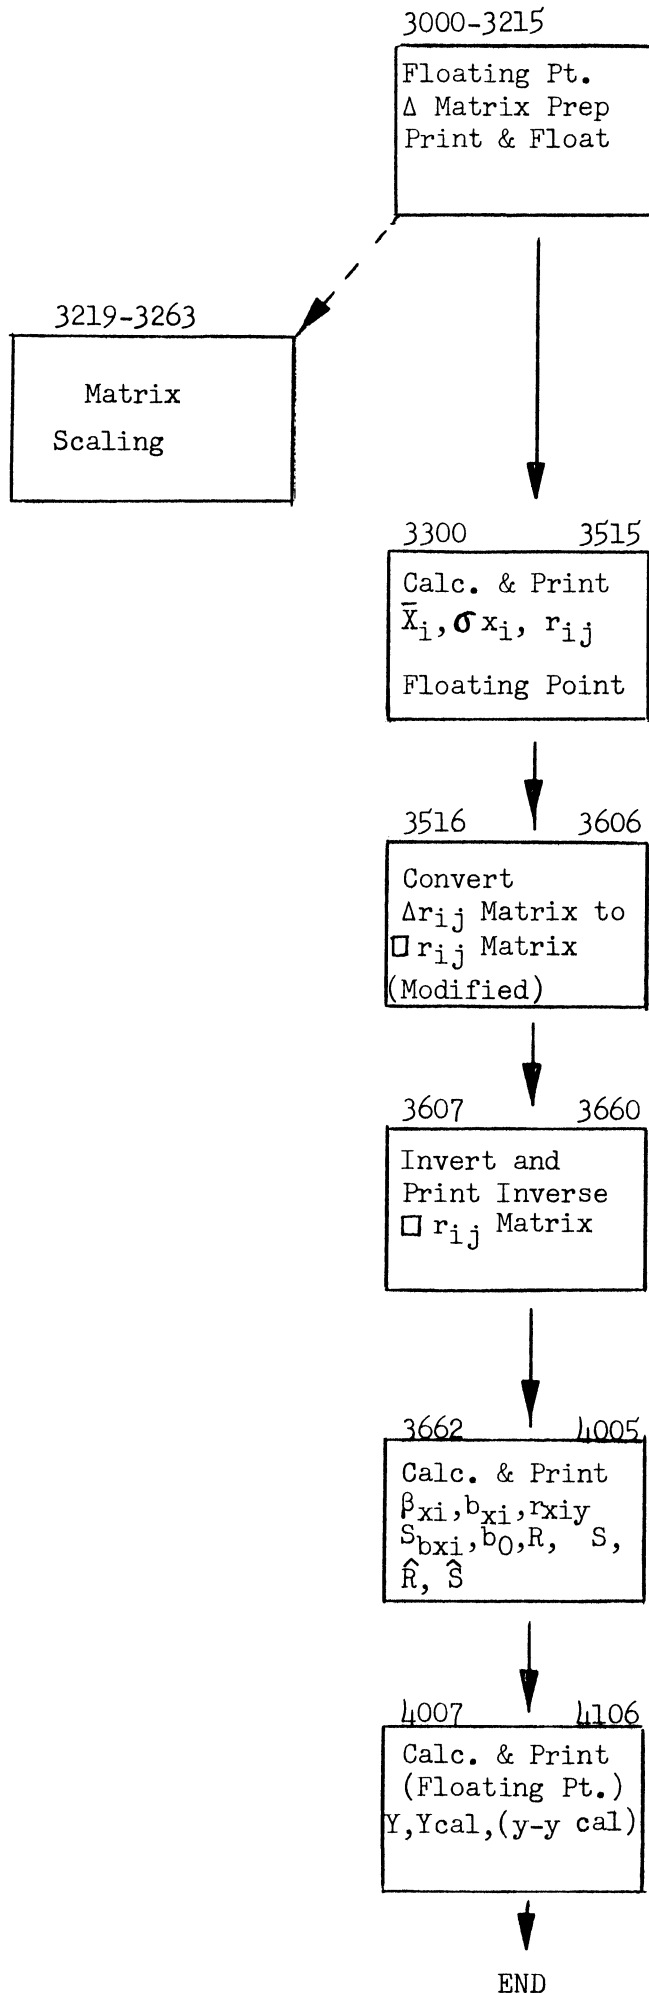 3000-3215
Floating Pt.
Δ Matrix Prep
Print & Float
3219-3263
Matrix
Scaling
3300 3515
Calc. & Print
X̄i, σxi, rij
Floating Point
3516 3606
Convert
Δrij Matrix to
□ rij Matrix
(Modified)
3607 3660
Invert and
Print Inverse
□ rij Matrix
3662 4005
Calc. & Print
βxi, bxi, rxiy
Sbxi, b0, R, S,
R̂, Ŝ
4007 4106
Calc. & Print
(Floating Pt.)
Y, Ycal, (y-y cal)
END